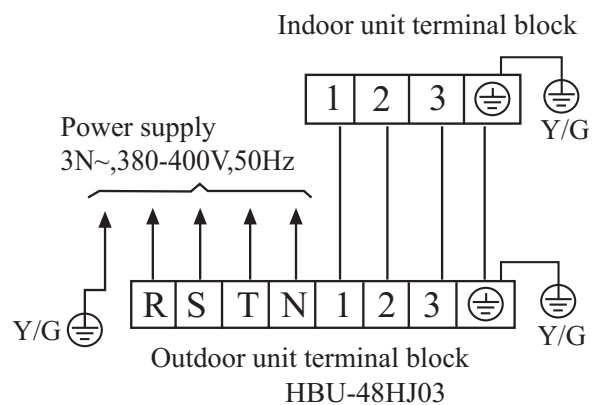 Indoor unit terminal block
1 2 3
Y/G
Power supply
3N~,380-400V,50Hz
R S T N 1 2 3
Y/G
Y/G
Outdoor unit terminal block
HBU-48HJ03